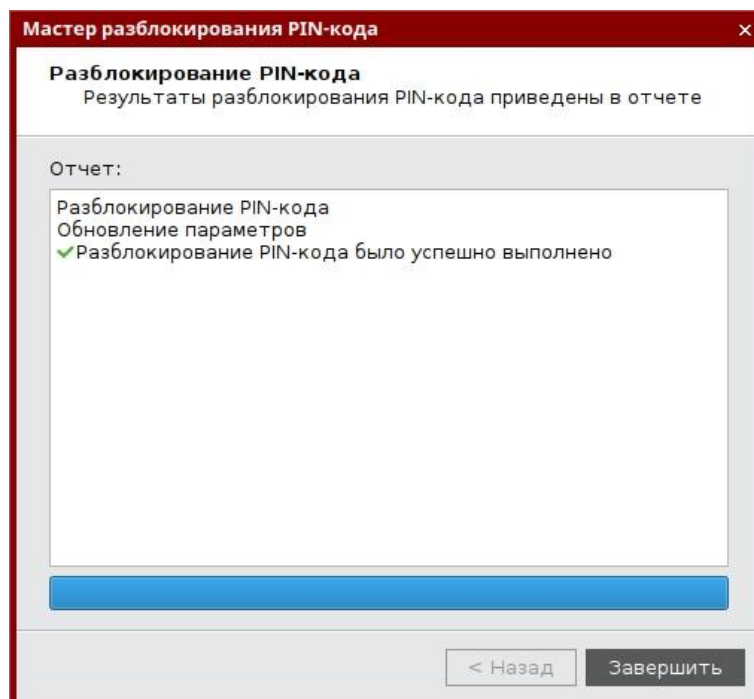 Мастер разблокирования PIN-кода
Разблокирование PIN-кода
Результаты разблокирования PIN-кода приведены в отчете
Отчет:
Разблокирование PIN-кода
Обновление параметров
Разблокирование PIN-кода было успешно выполнено
< Назад
Завершить